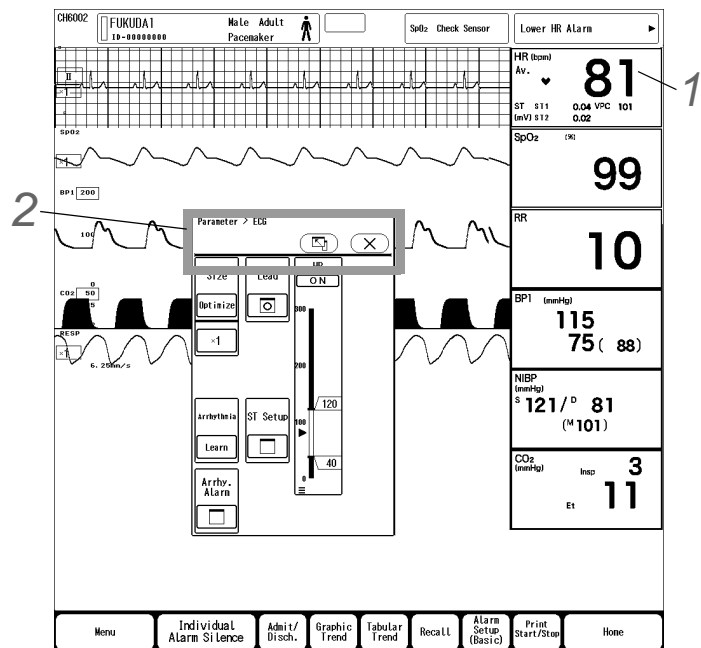 CH6002
FUKUDA1
ID-00000000
Male Adult
Pacemaker
SpO2 Check Sensor
Lower HR Alarm
II
×1
HR (bpm)
Av.
81
1
ST ST1 0.04 VPC 101
(mV) ST2 0.02
SpO2
×1
SpO2 (%)
99
BP1 200
100
0
2
Parameter > ECG
RR
10
Size
Lead
HR
ON
Optimize
×1
300
200
100
0
120
40
Arrhythmia
Learn
ST Setup
Arrhy.
Alarm
CO2 50
RESP
×1
6.25mm/s
BP1 (mmHg)
115
75 ( 88)
NIBP
(mmHg)
S 121/ D 81
(M 101)
CO2
(mmHg)
Insp 3
Et 11
Menu
Individual
Alarm Silence
Admit/
Disch.
Graphic
Trend
Tabular
Trend
Recall
Alarm
Setup
(Basic)
Print
Start/Stop
Home